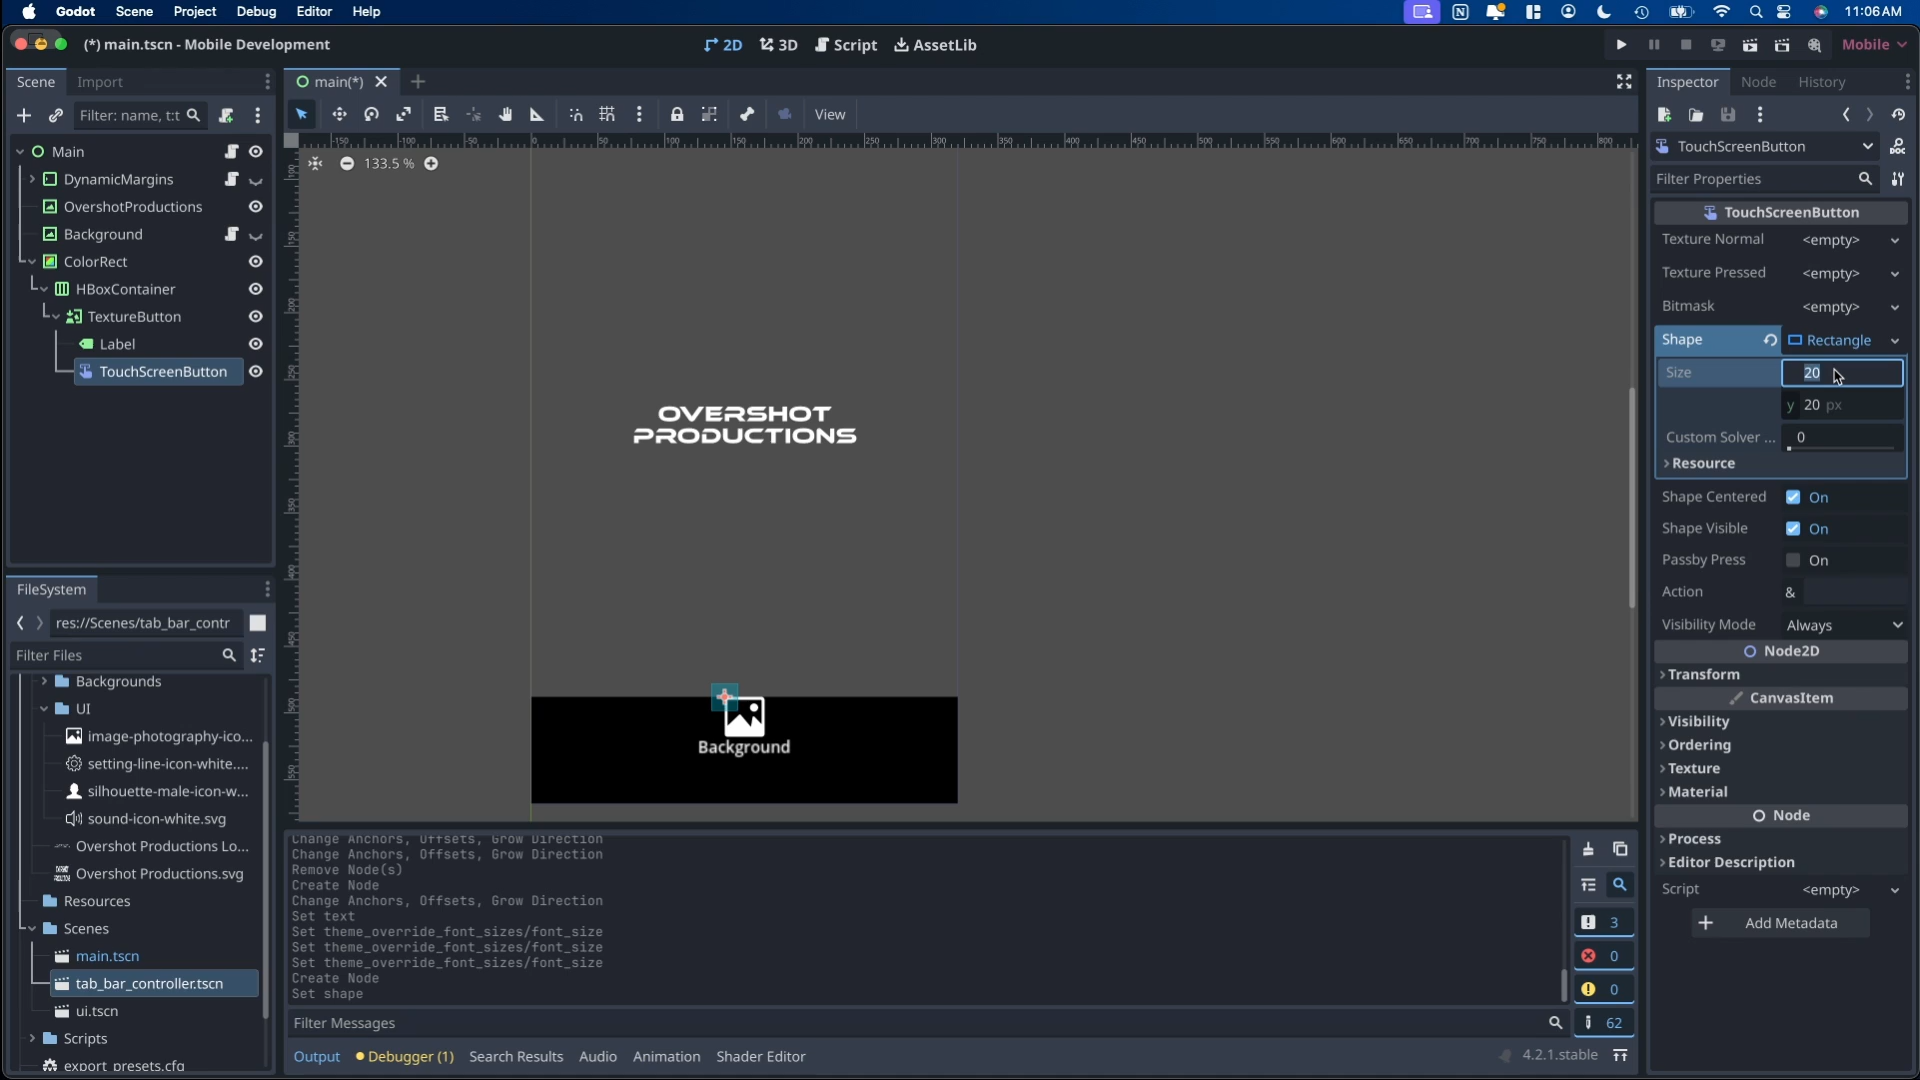 Godot Scene Project Debug Editor Help 11:06 AM
(*) main.tscn - Mobile Development 2D 3D Script AssetLib Mobile
Scene Import
main(*)
Inspector Node History
Filter: name, t:t
View
Main
DynamicMargins
OvershotProductions
Background
ColorRect
HBoxContainer
TextureButton
Label
TouchScreenButton
133.5 %
OVERSHOT
PRODUCTIONS
Background
TouchScreenButton
Filter Properties
TouchScreenButton
Texture Normal <empty>
Texture Pressed <empty>
Bitmask <empty>
Shape Rectangle
Size 20
y 20 px
Custom Solver ... 0
Resource
Shape Centered On
Shape Visible On
Passby Press On
Action &
Visibility Mode Always
Node2D
Transform
CanvasItem
Visibility
Ordering
Texture
Material
Node
Process
Editor Description
Script <empty>
Add Metadata
FileSystem
res://Scenes/tab_bar_contr
Filter Files
Backgrounds
UI
image-photography-ico...
setting-line-icon-white....
silhouette-male-icon-w...
sound-icon-white.svg
Overshot Productions Lo...
Overshot Productions.svg
Resources
Scenes
main.tscn
tab_bar_controller.tscn
ui.tscn
Scripts
export_presets.cfg
Change Anchors, Offsets, Grow Direction
Change Anchors, Offsets, Grow Direction
Remove Node(s)
Create Node
Change Anchors, Offsets, Grow Direction
Set text
Set theme_override_font_sizes/font_size
Set theme_override_font_sizes/font_size
Set theme_override_font_sizes/font_size
Create Node
Set shape
3
0
0
62
Filter Messages
Output Debugger (1) Search Results Audio Animation Shader Editor 4.2.1.stable